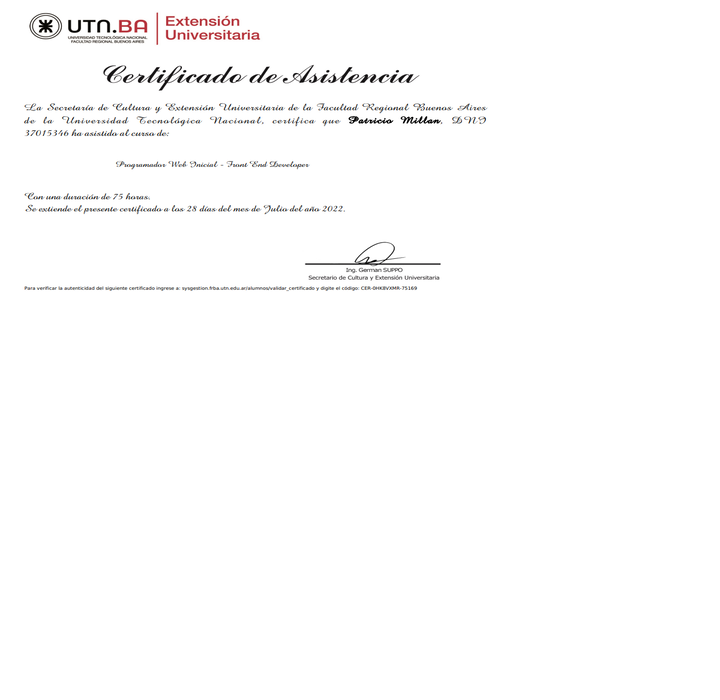 UTN.BA
UNIVERSIDAD TECNOLÓGICA NACIONAL
FACULTAD REGIONAL BUENOS AIRES
Extensión
Universitaria
Certificado de Asistencia
La Secretaría de Cultura y Extensión Universitaria de la Facultad Regional Buenos Aires
de la Universidad Tecnológica Nacional, certifica que Patricio Millan, DNI
37015346 ha asistido al curso de:
Programador Web Inicial - Front End Developer
Con una duración de 75 horas.
Se extiende el presente certificado a los 28 días del mes de Julio del año 2022.
Ing. German SUPPO
Secretario de Cultura y Extensión Universitaria
Para verificar la autenticidad del siguiente certificado ingrese a: sysgestion.frba.utn.edu.ar/alumnos/validar_certificado y digite el código: CER-0HKBVXMR-75169